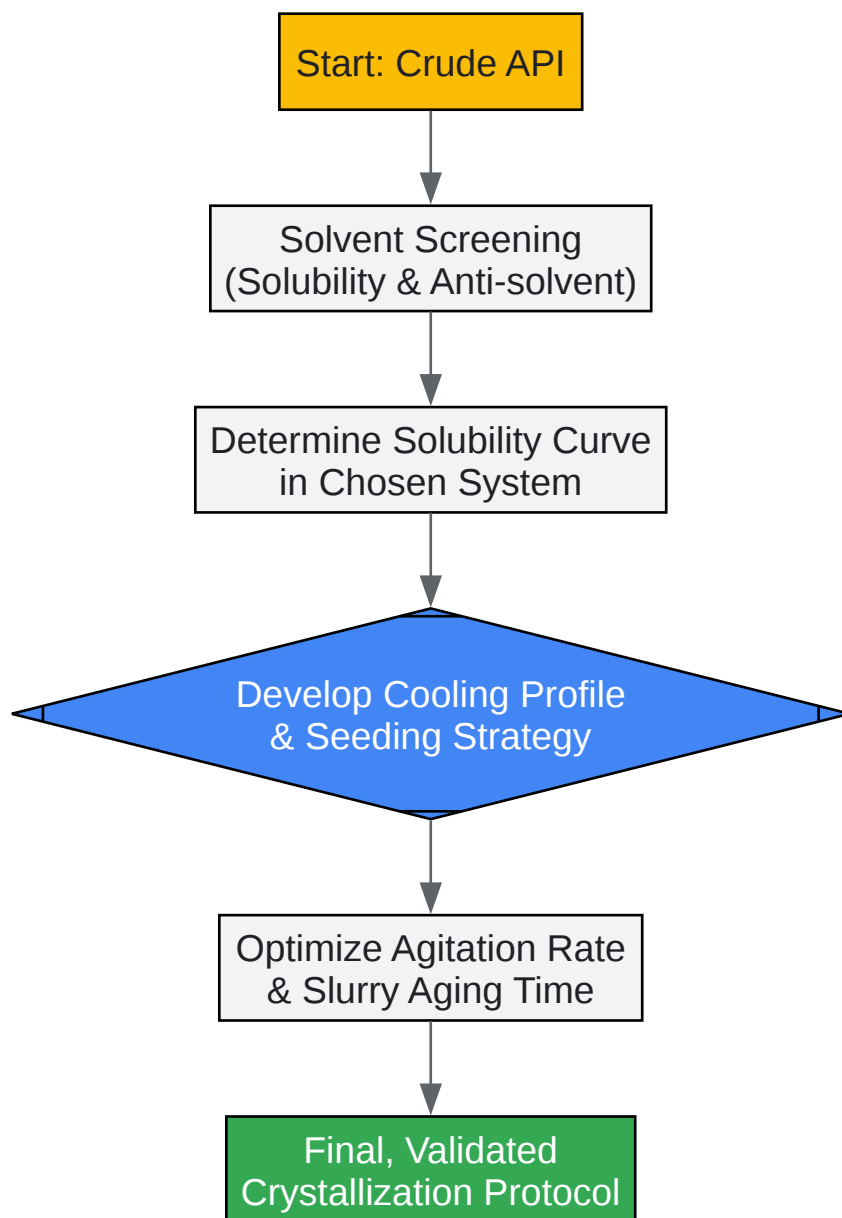 Start: Crude API
Solvent Screening
(Solubility & Anti-solvent)
Determine Solubility Curve
in Chosen System
Develop Cooling Profile
& Seeding Strategy
Optimize Agitation Rate
& Slurry Aging Time
Final, Validated
Crystallization Protocol